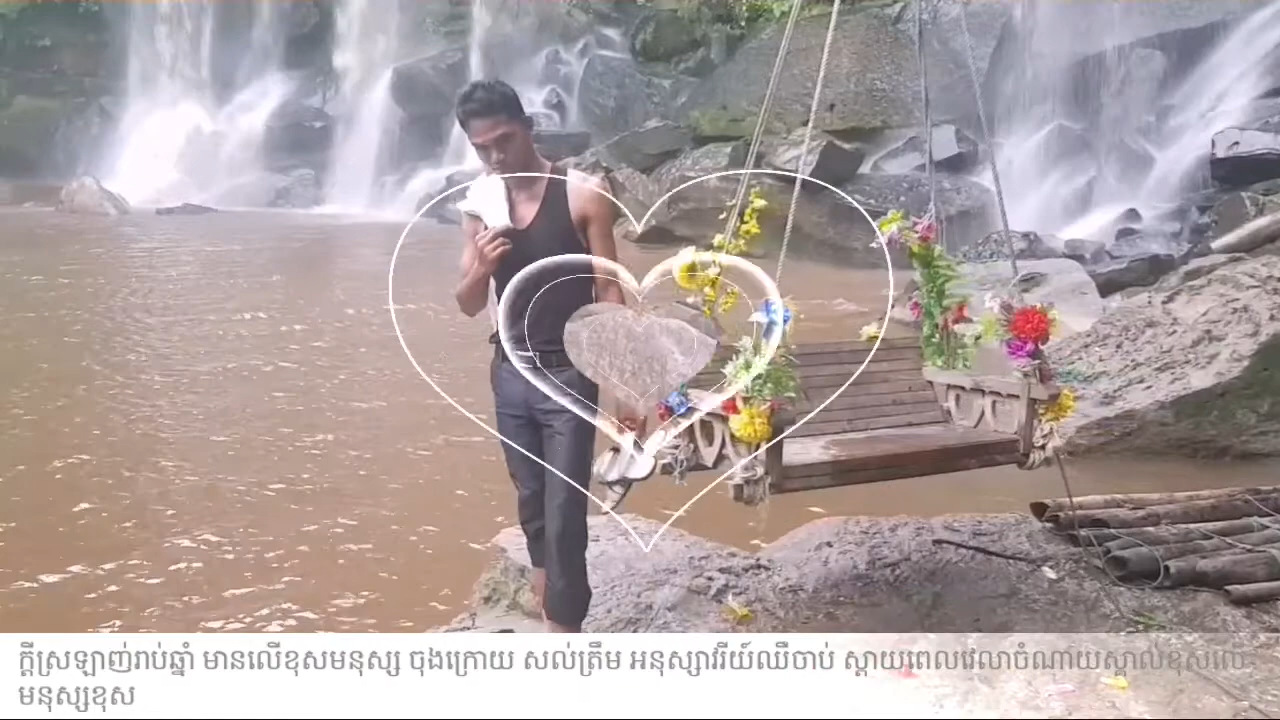 ក្ដីស្រឡាញ់រាប់ឆ្នាំ មានលើខុសមនុស្ស ចុងក្រោយ សល់ត្រឹម អនុស្សាវរីយ៍ឈឺចាប់ ស្ដាយពេលវេលាចំណាយស្គាល់ខុសលើ
មនុស្សខុស